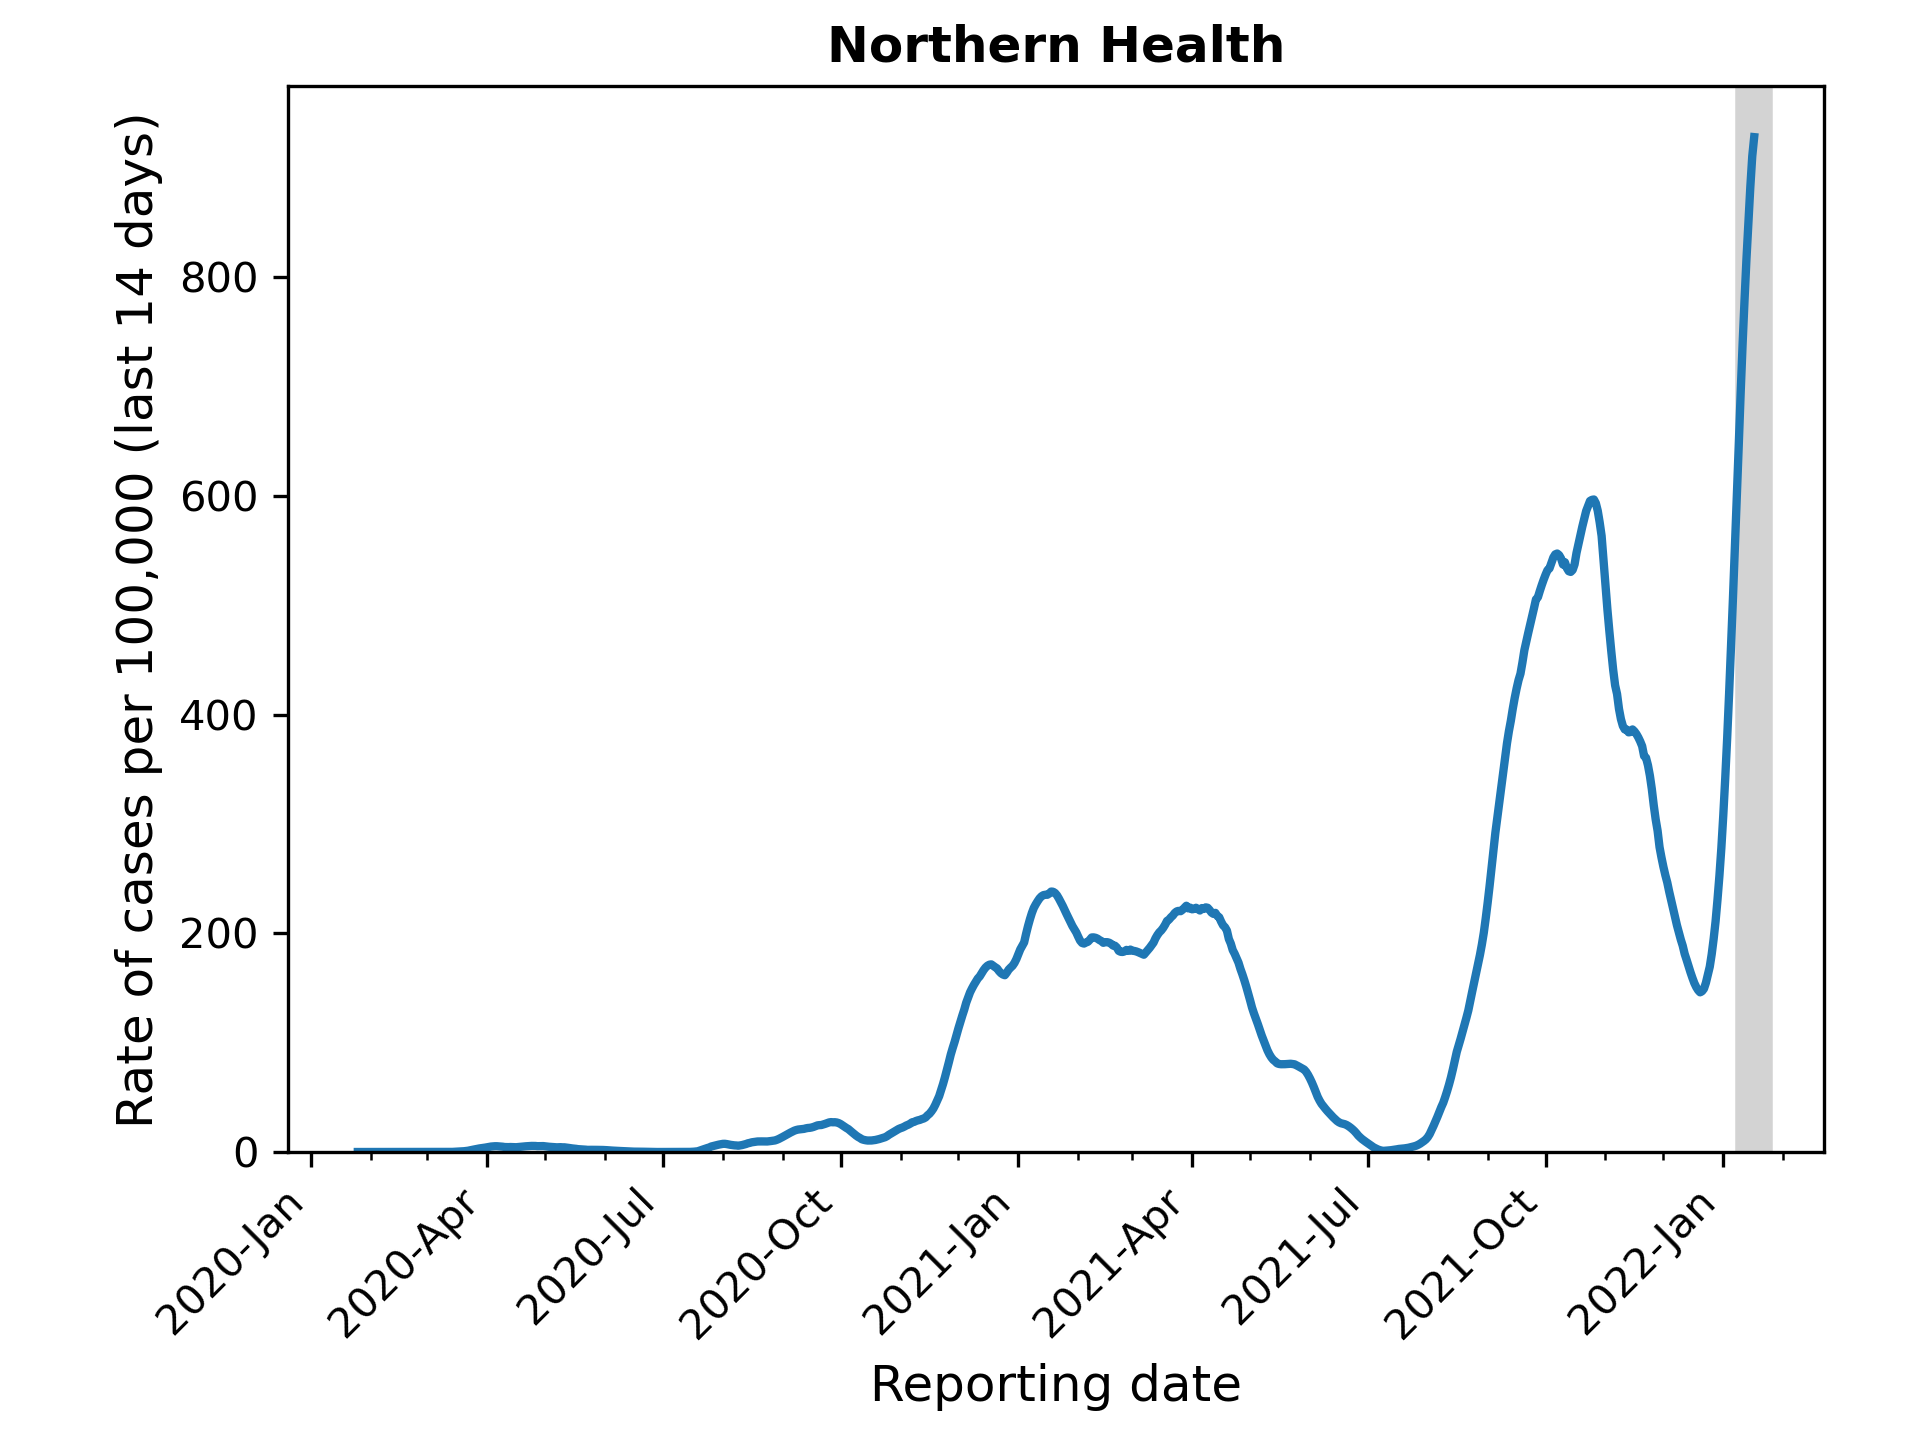 Northern Health
Rate of cases per 100,000 (last 14 days)
800
600
400
200
0
2020-Jan
2020-Apr
2020-Jul
2020-Oct
2021-Jan
2021-Apr
2021-Jul
2021-Oct
2022-Jan
Reporting date